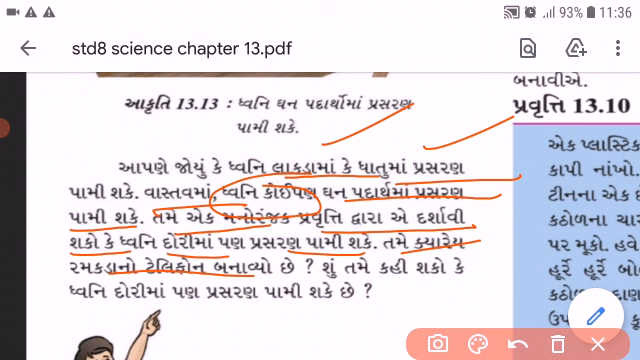 93% 11:36
std8 science chapter 13.pdf
આકૃતિ 13.13 : ધ્વનિ ઘન પદાર્થોમાં પ્રસરણ
પામી શકે.
આપણે જોયું કે ધ્વનિ લાકડામાં કે ધાતુમાં પ્રસરણ
પામી શકે. વાસ્તવમાં, ધ્વનિ કોઈપણ ઘન પદાર્થમાં પ્રસરણ
પામી શકે. તમે એક મનોરંજક પ્રવૃત્તિ દ્વારા એ દર્શાવી
શકો કે ધ્વનિ દોરીમાં પણ પ્રસરણ પામી શકે. તમે ક્યારેય
રમકડાનો ટેલિફોન બનાવ્યો છે ? શું તમે કહી શકો કે
ધ્વનિ દોરીમાં પણ પ્રસરણ પામી શકે છે ?
બનાવીએ.
પ્રવૃત્તિ 13.10
એક પ્લાસ્ટિક
કાપી નાંખો.
ટીનના એક ડ
કઠોળના ચાર
પર મૂકો. હવે
હૂર્રે હૂર્રે બો